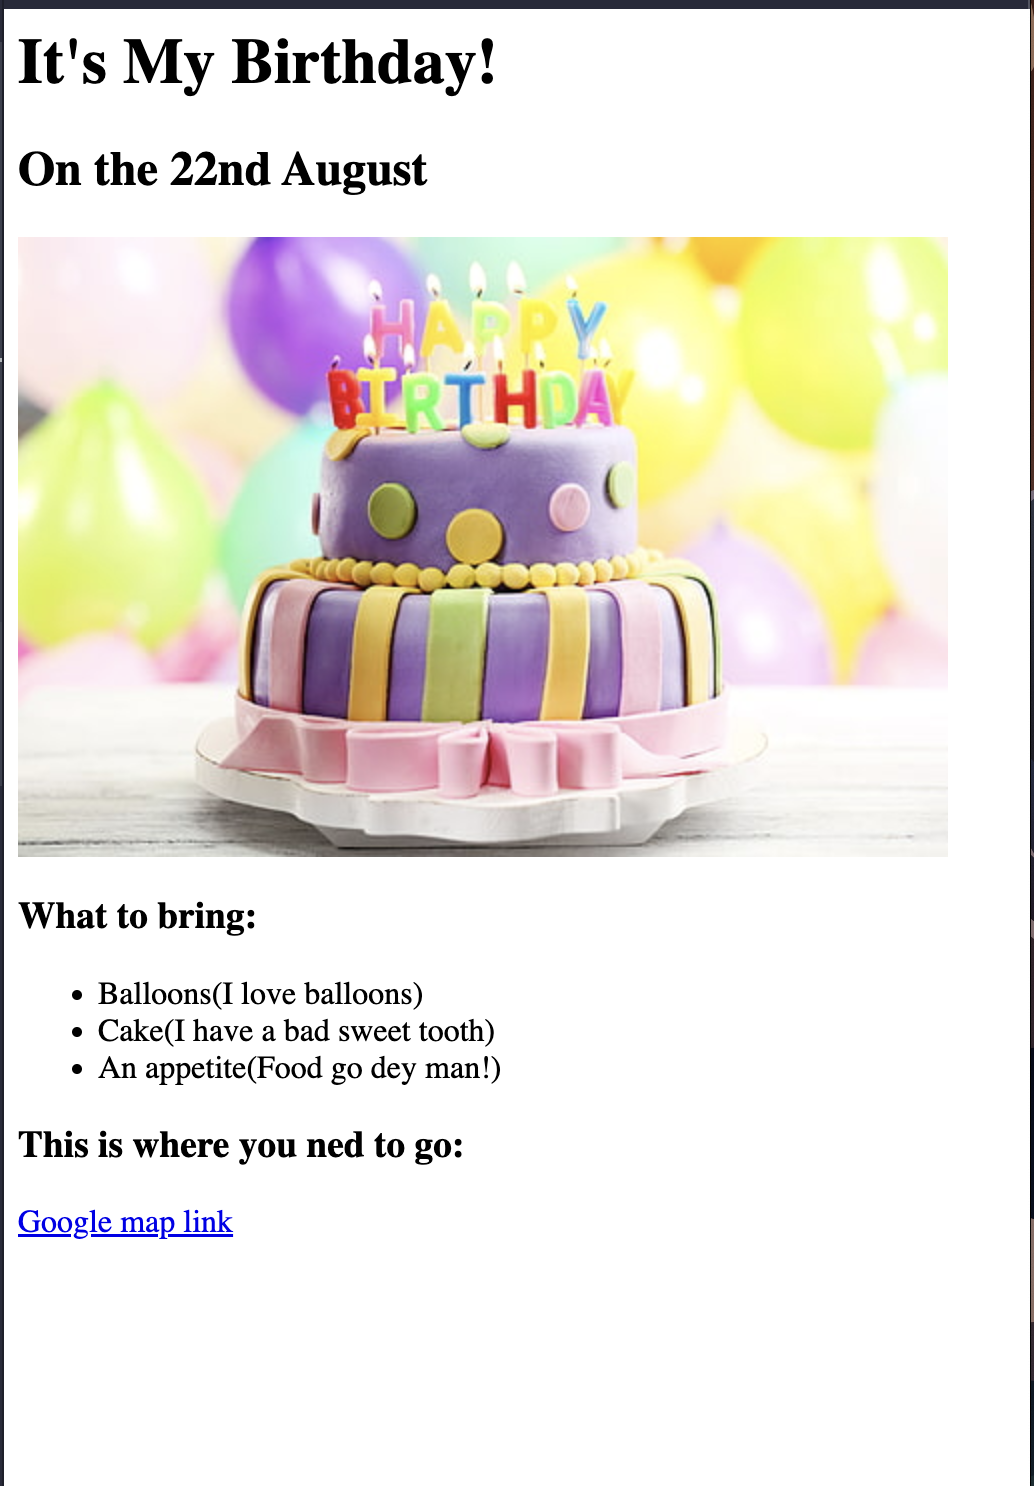 It's My Birthday!
On the 22nd August
HAPPY
BIRTHDAY
What to bring:
Balloons(I love balloons)
Cake(I have a bad sweet tooth)
An appetite(Food go dey man!)
This is where you ned to go:
Google map link